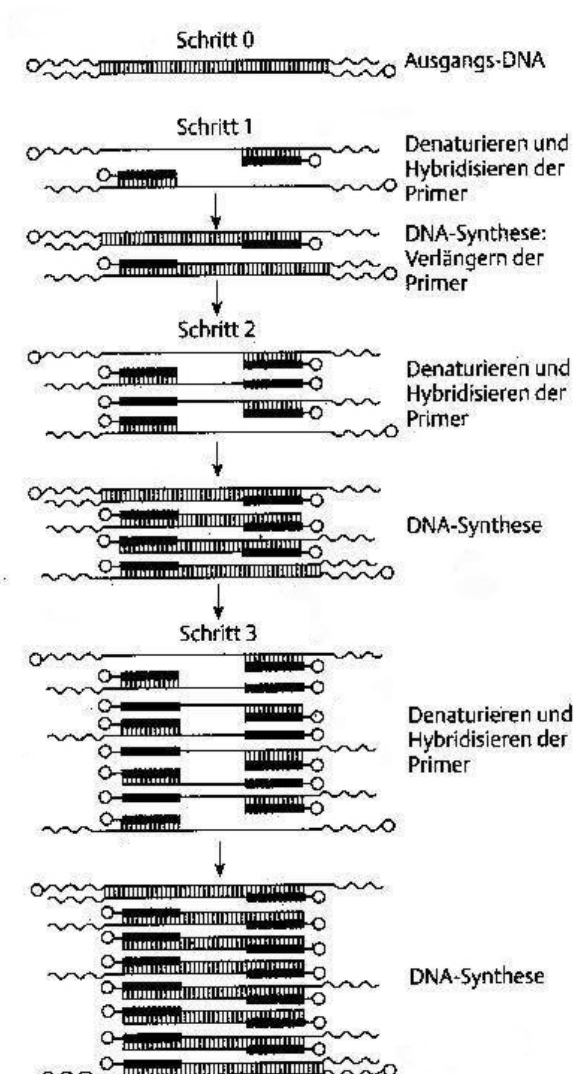 Schritt 0
Ausgangs-DNA
Schritt 1
Denaturieren und
Hybridisieren der
Primer
DNA-Synthese:
Verlängern der
Primer
Schritt 2
Denaturieren und
Hybridisieren der
Primer
DNA-Synthese
Schritt 3
Denaturieren und
Hybridisieren der
Primer
DNA-Synthese